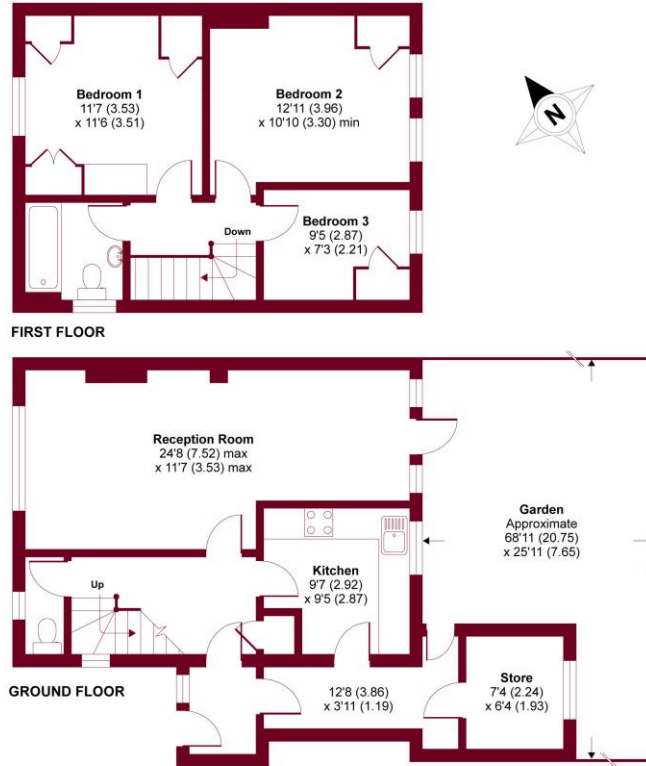 Bedroom 1
11'7 (3.53)
x 11'6 (3.51)
Bedroom 2
12'11 (3.96)
x 10'10 (3.30) min
N
Bedroom 3
9'5 (2.87)
x 7'3 (2.21)
Down
FIRST FLOOR
Reception Room
24'8 (7.52) max
x 11'7 (3.53) max
Garden
Approximate
68'11 (20.75)
x 25'11 (7.65)
Kitchen
9'7 (2.92)
x 9'5 (2.87)
Up
GROUND FLOOR
12'8 (3.86)
x 3'11 (1.19)
Store
7'4 (2.24)
x 6'4 (1.93)